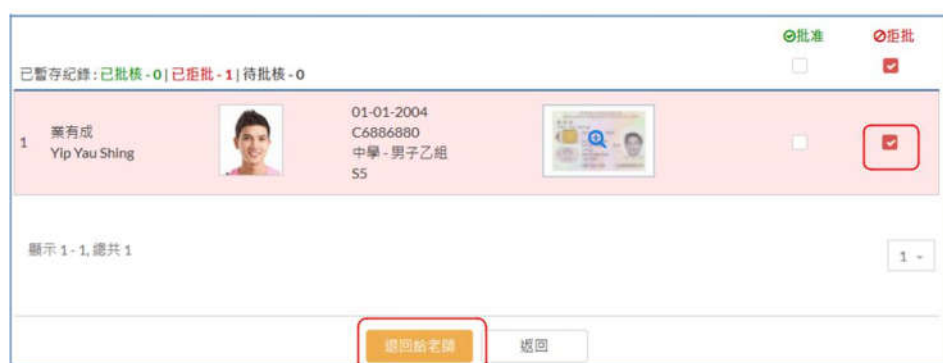 批准 拒批
已暫存紀錄 : 已批核 - 0 | 已拒批 - 1 | 待批核 - 0
1
業有成
Yip Yau Shing
01-01-2004
C6886880
中學 - 男子乙組
S5
顯示 1 - 1, 總共 1
1
退回給老師 返回